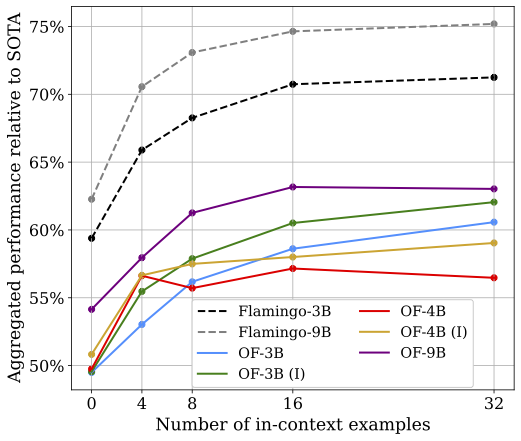 Aggregated performance relative to SOTA
75%
70%
65%
60%
55%
50%
Flamingo-3B
Flamingo-9B
OF-3B
OF-3B (I)
OF-4B
OF-4B (I)
OF-9B
0 4 8 16 32
Number of in-context examples